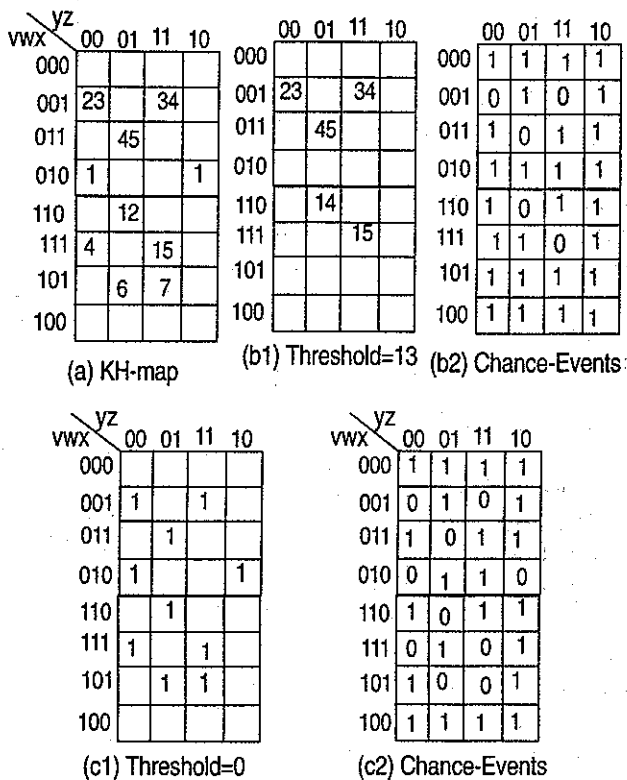 yz
vwx 00 01 11 10
000
001 23 34
011 45
010 1 1
110 12
111 4 15
101 6 7
100
(a) KH-map
00 01 11 10
000
001 23 34
011 45
010
110 14
111 15
101
100
(b1) Threshold=13
00 01 11 10
000 1 1 1 1
001 0 1 0 1
011 1 0 1 1
010 1 1 1 1
110 1 0 1 1
111 1 1 0 1
101 1 1 1 1
100 1 1 1 1
(b2) Chance-Events
yz
vwx 00 01 11 10
000
001 1 1
011 1
010 1 1
110 1
111 1 1
101 1 1
100
(c1) Threshold=0
yz
vwx 00 01 11 10
000 1 1 1 1
001 0 1 0 1
011 1 0 1 1
010 0 1 1 0
110 1 0 1 1
111 0 1 0 1
101 1 0 0 1
100 1 1 1 1
(c2) Chance-Events